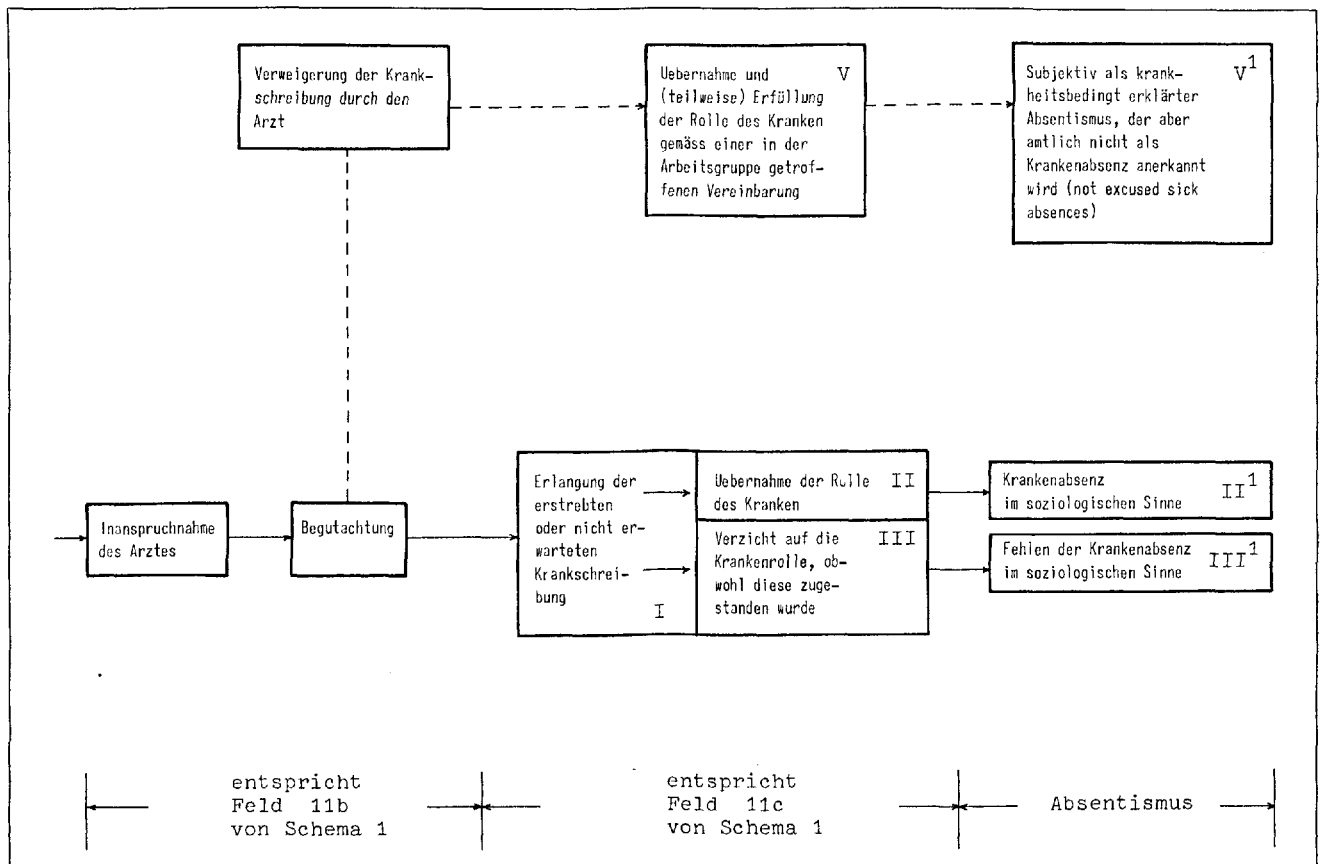 Verweigerung der Krank-
schreibung durch den
Arzt
Uebernahme und V
(teilweise) Erfüllung
der Rolle des Kranken
gemäss einer in der
Arbeitsgruppe getrof-
fenen Vereinbarung
Subjektiv als krank- V¹
heitsbedingt erklärter
Absentismus, der aber
amtlich nicht als
Krankenabsenz anerkannt
wird (not excused sick
absences)
Inanspruchnahme
des Arztes
Begutachtung
Erlangung der
erstrebten
oder nicht er-
warteten
Krankschrei-
bung
I
Uebernahme der Rolle II
des Kranken
Verzicht auf die III
Krankenrolle, ob-
wohl diese zuge-
standen wurde
Krankenabsenz
im soziologischen Sinne II¹
Fehlen der Krankenabsenz
im soziologischen Sinne III¹
entspricht
Feld 11b
von Schema 1
entspricht
Feld 11c
von Schema 1
Absentismus